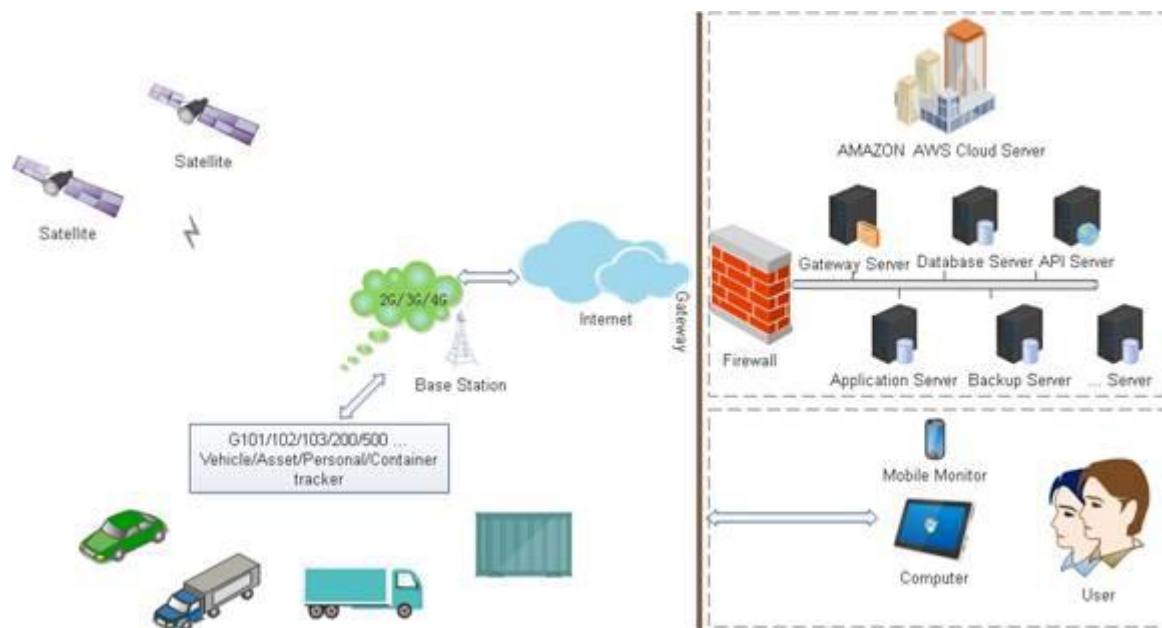 Satellite
Satellite
2G/3G/4G
Base Station
Internet
G101/102/103/200/500 ...
Vehicle/Asset/Personal/Container
tracker
Gateway
AMAZON AWS Cloud Server
Gateway Server
Database Server
API Server
Firewall
Application Server
Backup Server
... Server
Mobile Monitor
Computer
User